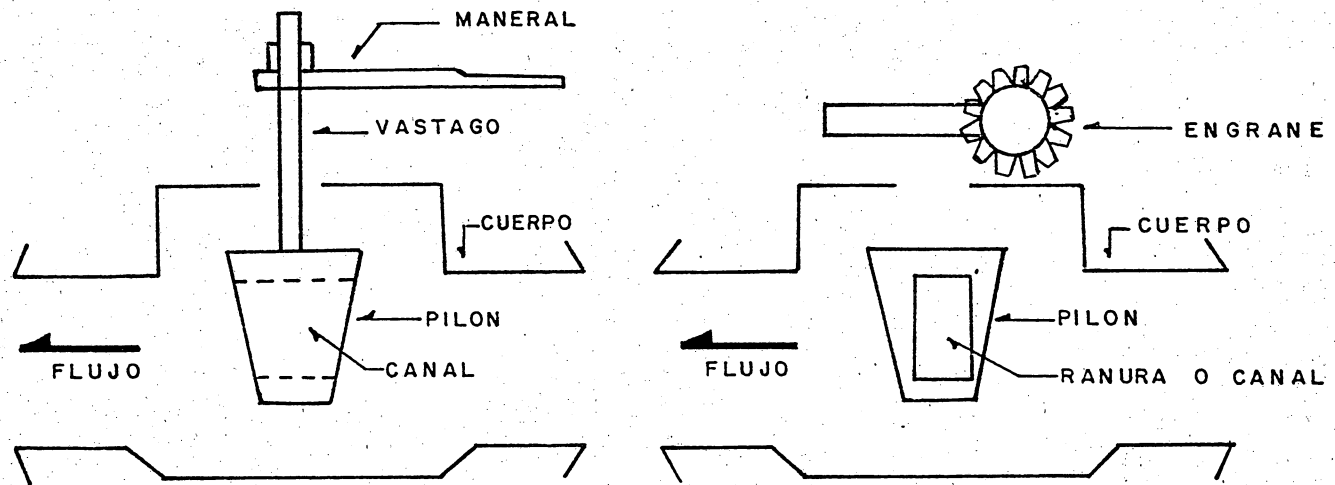 MANERAL
VASTAGO
CUERPO
PILON
CANAL
FLUJO
ENGRANE
CUERPO
PILON
FLUJO
RANURA O CANAL